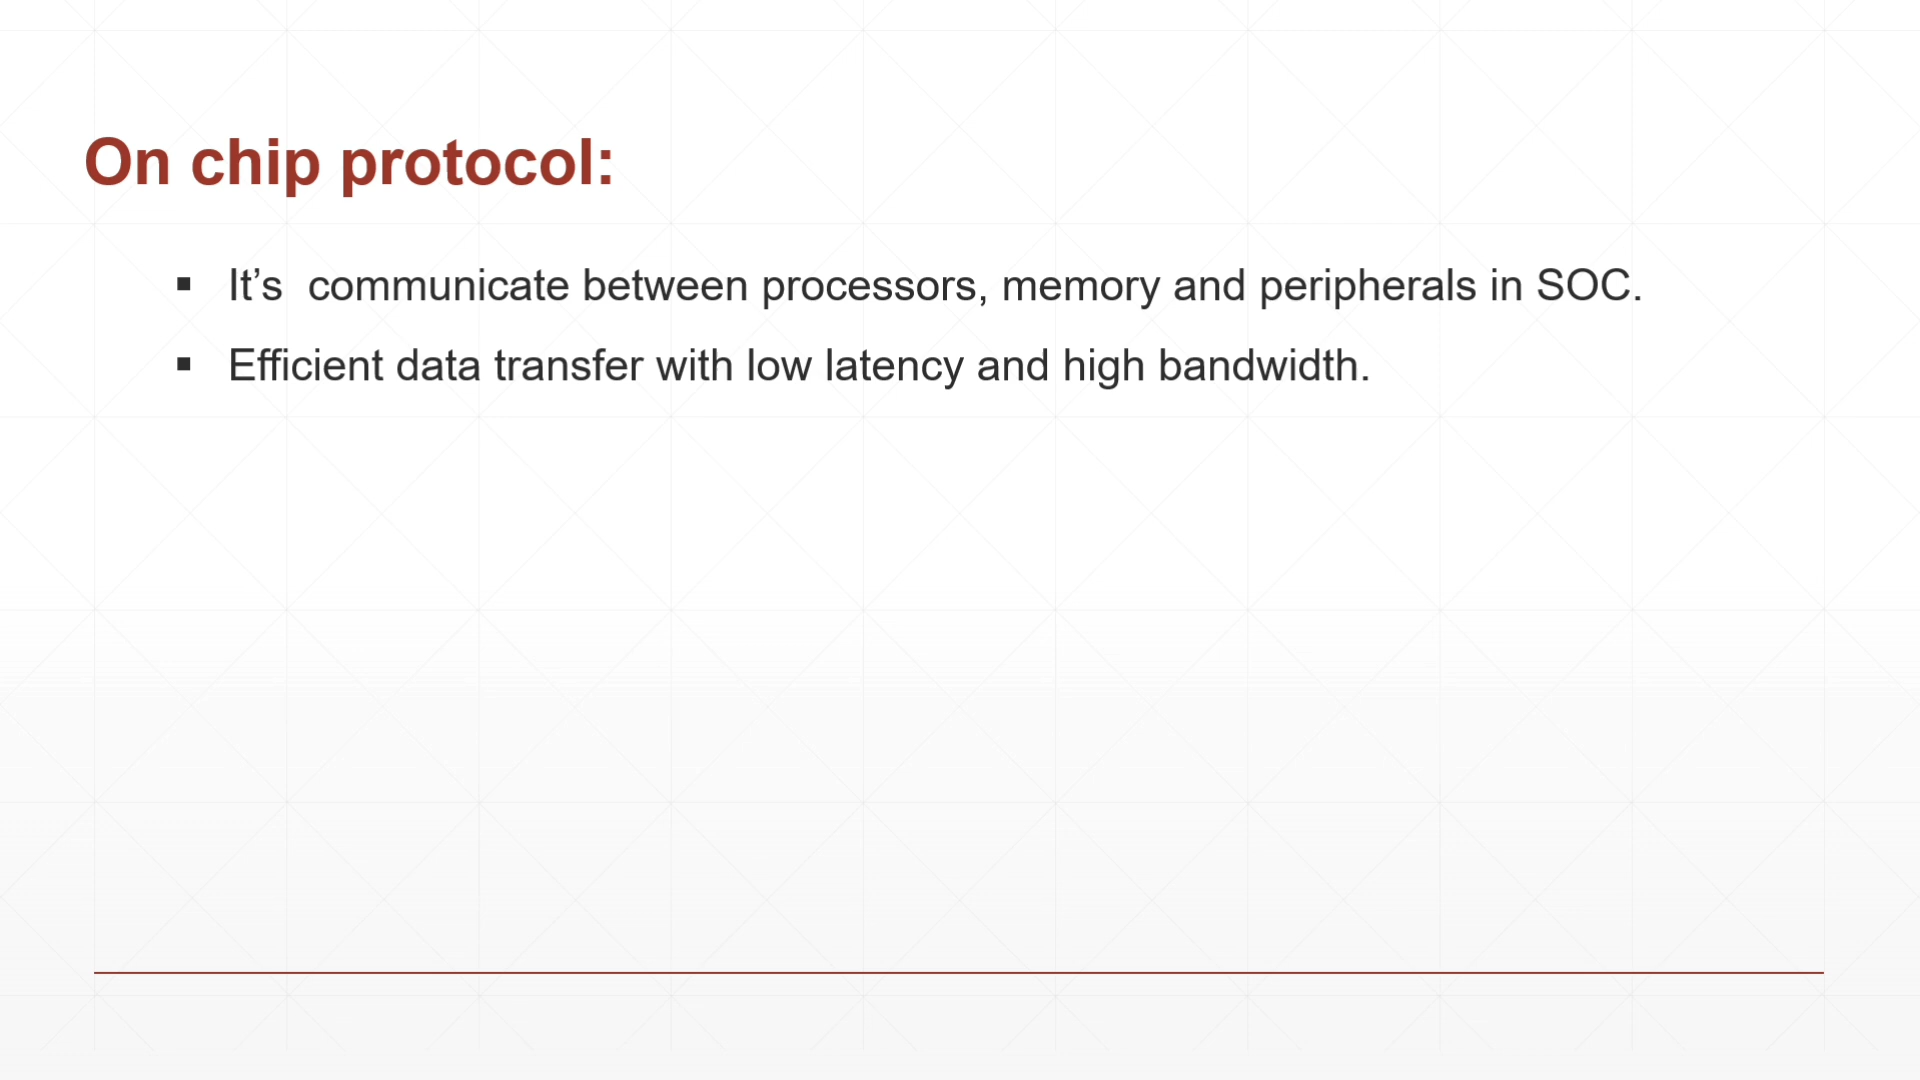 On chip protocol:
▪ It’s  communicate between processors, memory and peripherals in SOC.
▪ Efficient data transfer with low latency and high bandwidth.